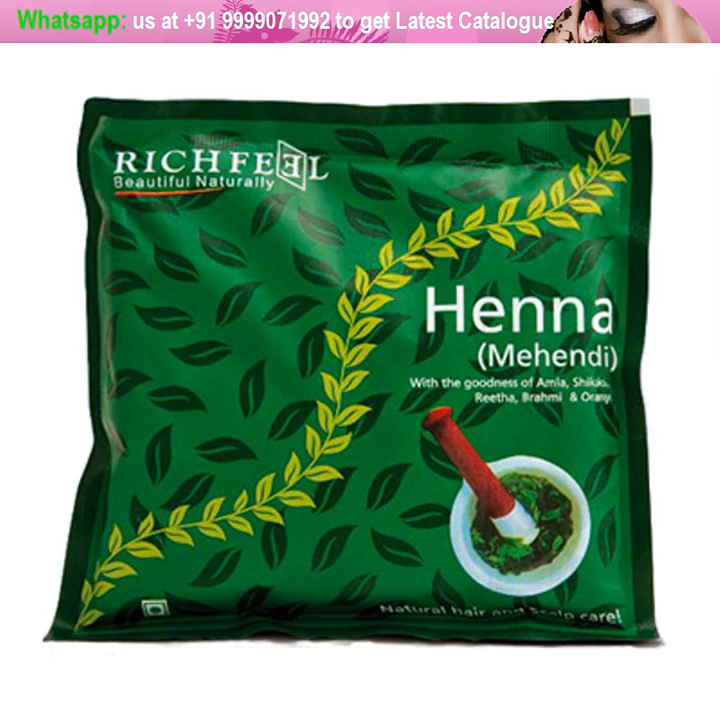 Whatsapp: us at +91 9999071992 to get Latest Catalogue
RICHFEEL
Beautiful Naturally
Henna
(Mehendi)
With the goodness of Amla,
Reetha, Brahmi & 
Natural hair and scalp care!